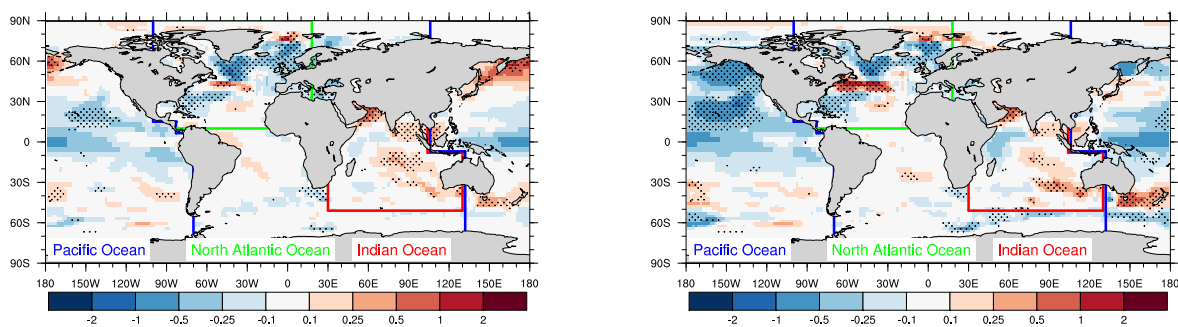 90N
60N
30N
0
30S
60S
90S
Pacific Ocean
North Atlantic Ocean
Indian Ocean
180 150W 120W 90W 60W 30W 0 30E 60E 90E 120E 150E 180
-2 -1 -0.5 -0.25 -0.1 0.1 0.25 0.5 1 2
90N
60N
30N
0
30S
60S
90S
Pacific Ocean
North Atlantic Ocean
Indian Ocean
180 150W 120W 90W 60W 30W 0 30E 60E 90E 120E 150E 180
-2 -1 -0.5 -0.25 -0.1 0.1 0.25 0.5 1 2